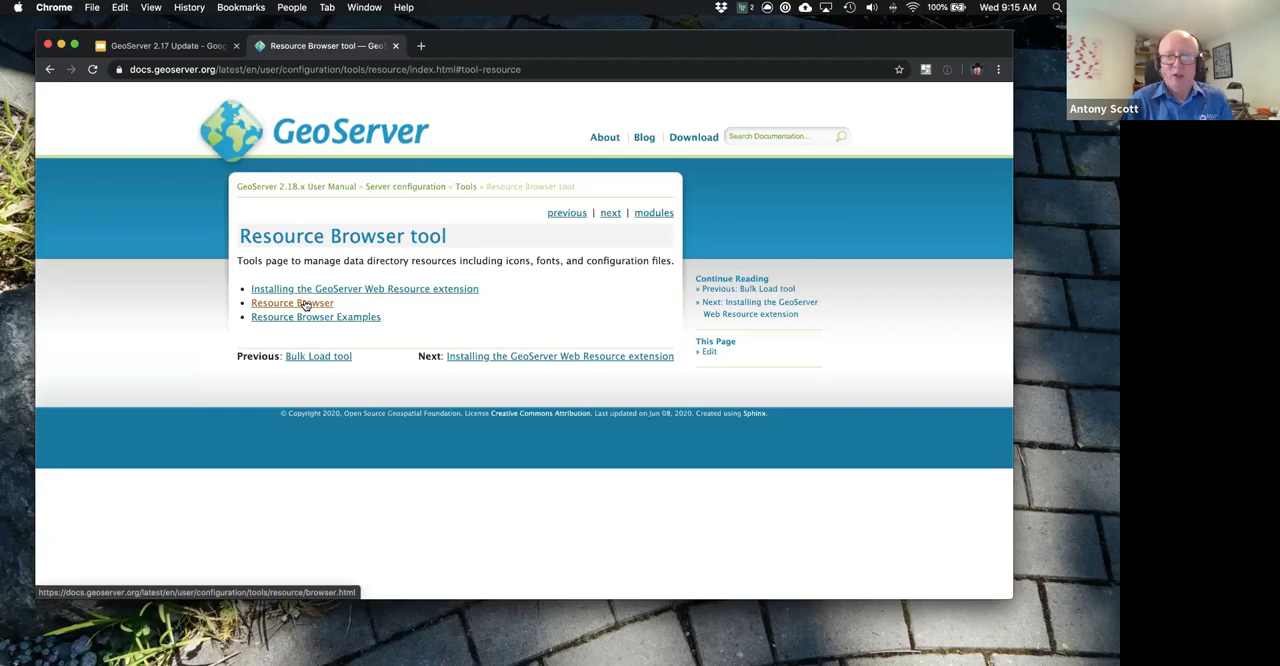 Chrome File Edit View History Bookmarks People Tab Window Help
2 100% Wed 9:15 AM
GeoServer 2.17 Update - Goog
Resource Browser tool — Geo
docs.geoserver.org/latest/en/user/configuration/tools/resource/index.html#tool-resource
Antony Scott
GeoServer
About | Blog | Download
Search Documentation...
GeoServer 2.18.x User Manual » Server configuration » Tools » Resource Browser tool
previous | next | modules
Resource Browser tool
Tools page to manage data directory resources including icons, fonts, and configuration files.
• Installing the GeoServer Web Resource extension
• Resource Browser
• Resource Browser Examples
Previous: Bulk Load tool
Next: Installing the GeoServer Web Resource extension
Continue Reading
» Previous: Bulk Load tool
» Next: Installing the GeoServer
Web Resource extension
This Page
» Edit
© Copyright 2020, Open Source Geospatial Foundation. License Creative Commons Attribution. Last updated on Jun 08, 2020. Created using Sphinx.
https://docs.geoserver.org/latest/en/user/configuration/tools/resource/browser.html